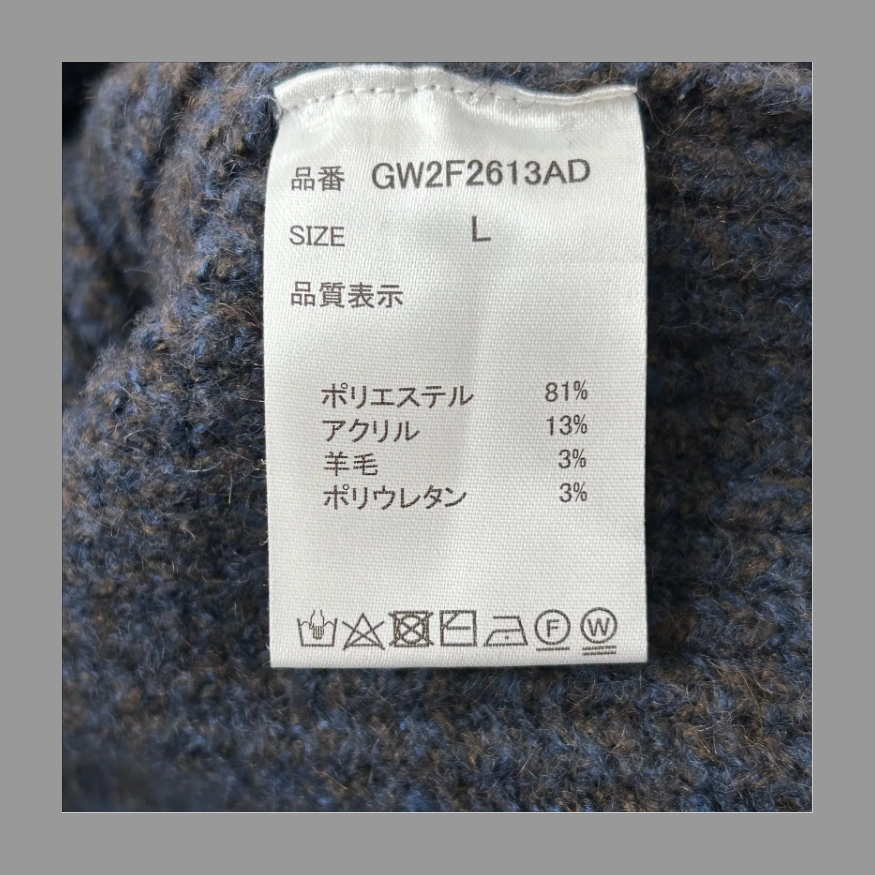 品番 GW2F2613AD
SIZE L
品質表示
ポリエステル 81%
アクリル 13%
羊毛 3%
ポリウレタン 3%
F W